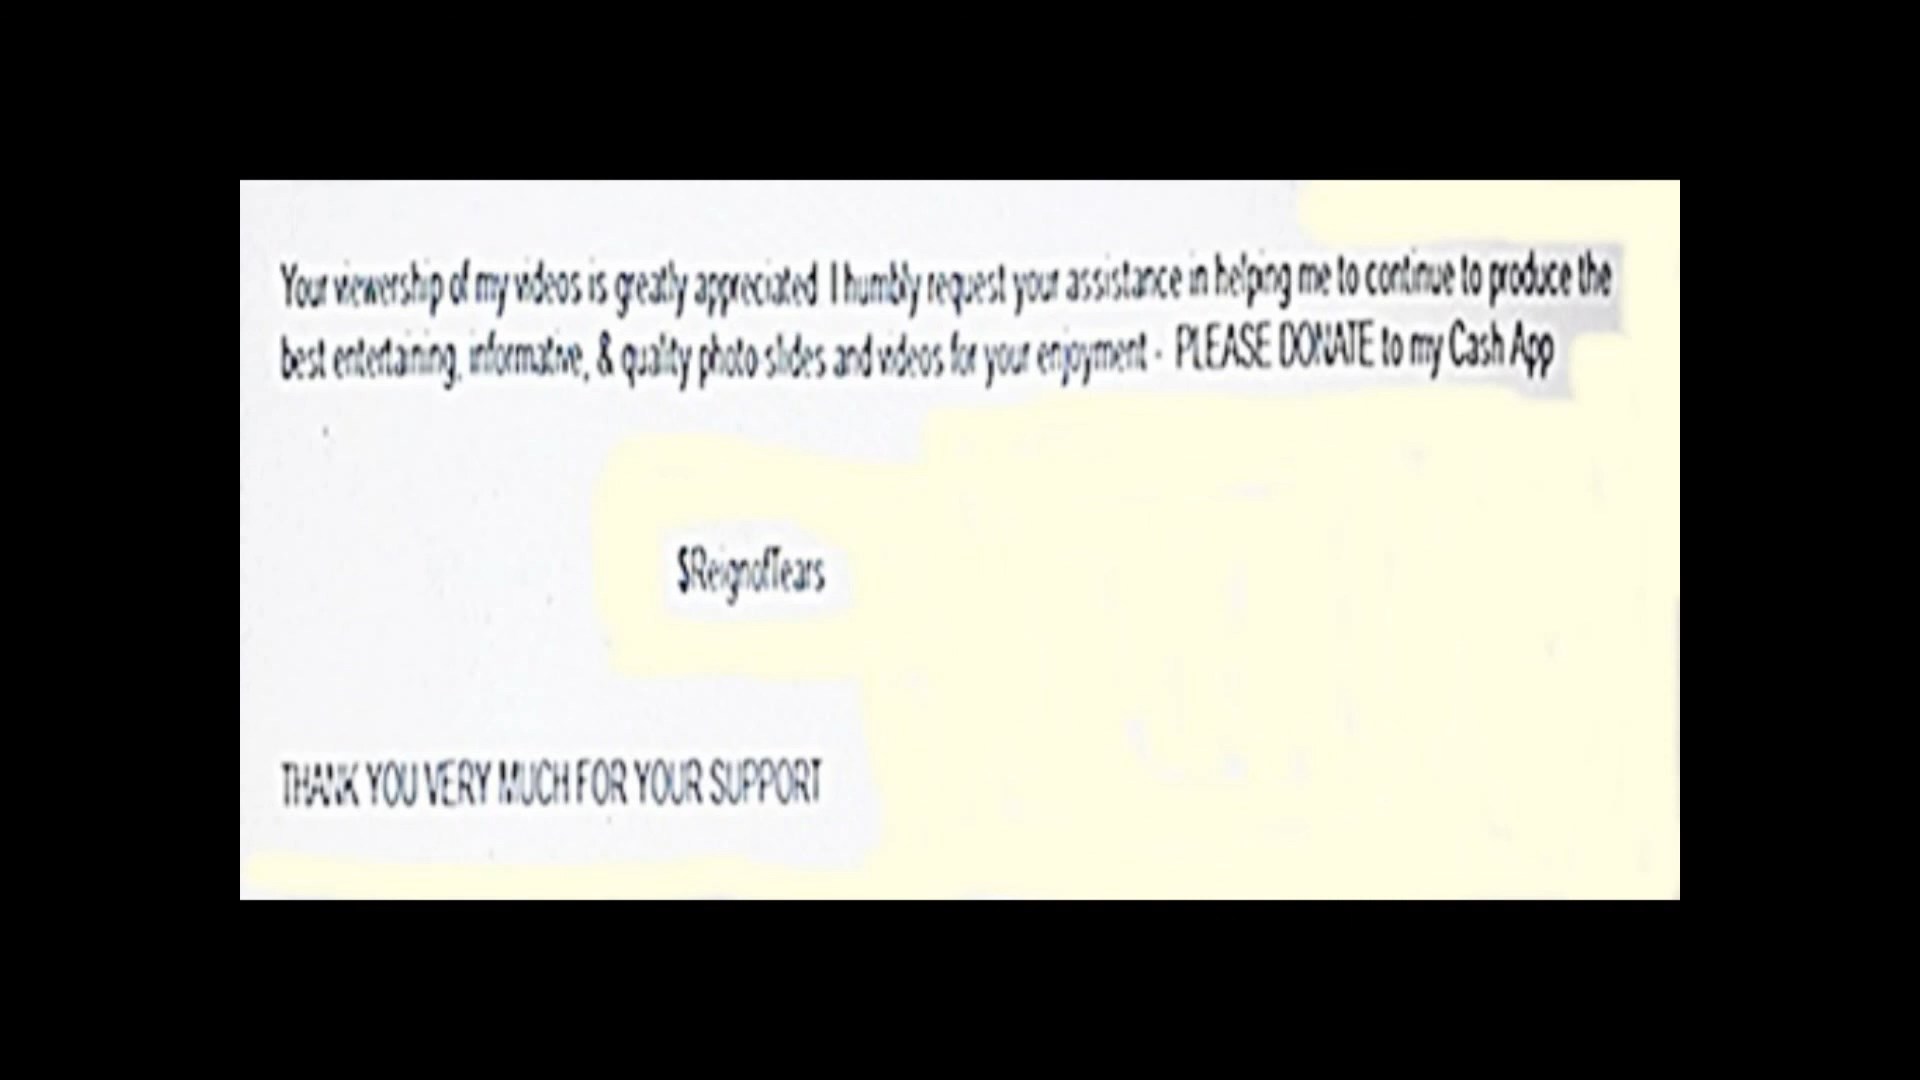 Your viewership of my videos is greatly appreciated. I humbly request your assistance in helping me to continue to produce the
best entertaining, informative, & quality photo slides and videos for your enjoyment - PLEASE DONATE to my Cash App
$ReignofTears
THANK YOU VERY MUCH FOR YOUR SUPPORT